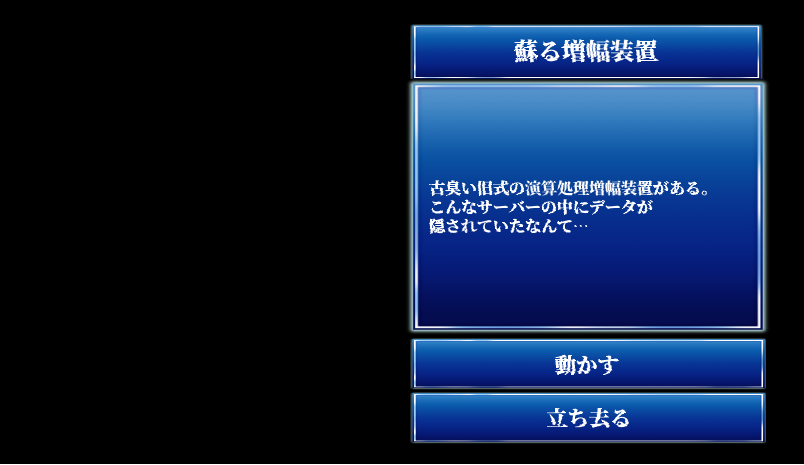 蘇る増幅装置
古臭い旧式の演算処理増幅装置がある。
こんなサーバーの中にデータが
隠されていたなんて…
動かす
立ち去る